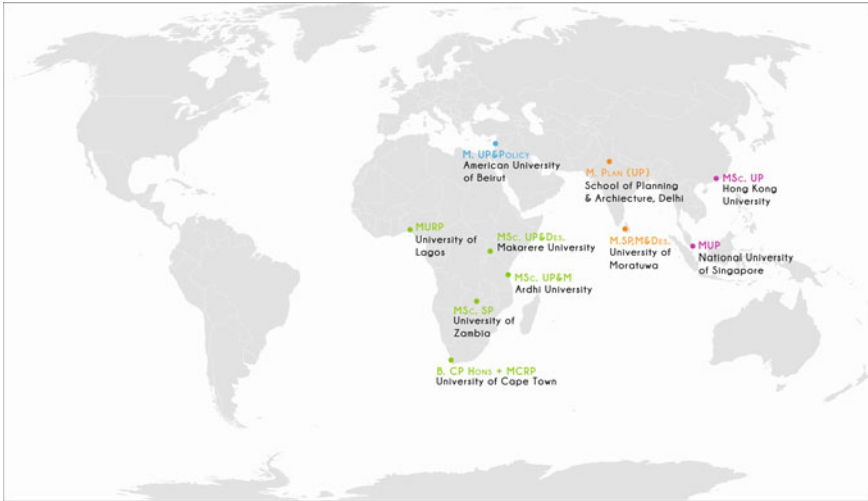 M. UP&POLICY
American University
of Beirut
M. PLAN (UP)
School of Planning
& Archiecture, Delhi
MSC, UP
Hong Kong
University
MURP
University of
Lagos
MSC, UP&DES.
Makarere University
M.SP,M&DES.
University of
Moratuwa
MUP
National University
of Singapore
MSC, UP&M
Ardhi University
MSC, SP
University of
Zambia
B. CP HONS + MCRP
University of Cape Town